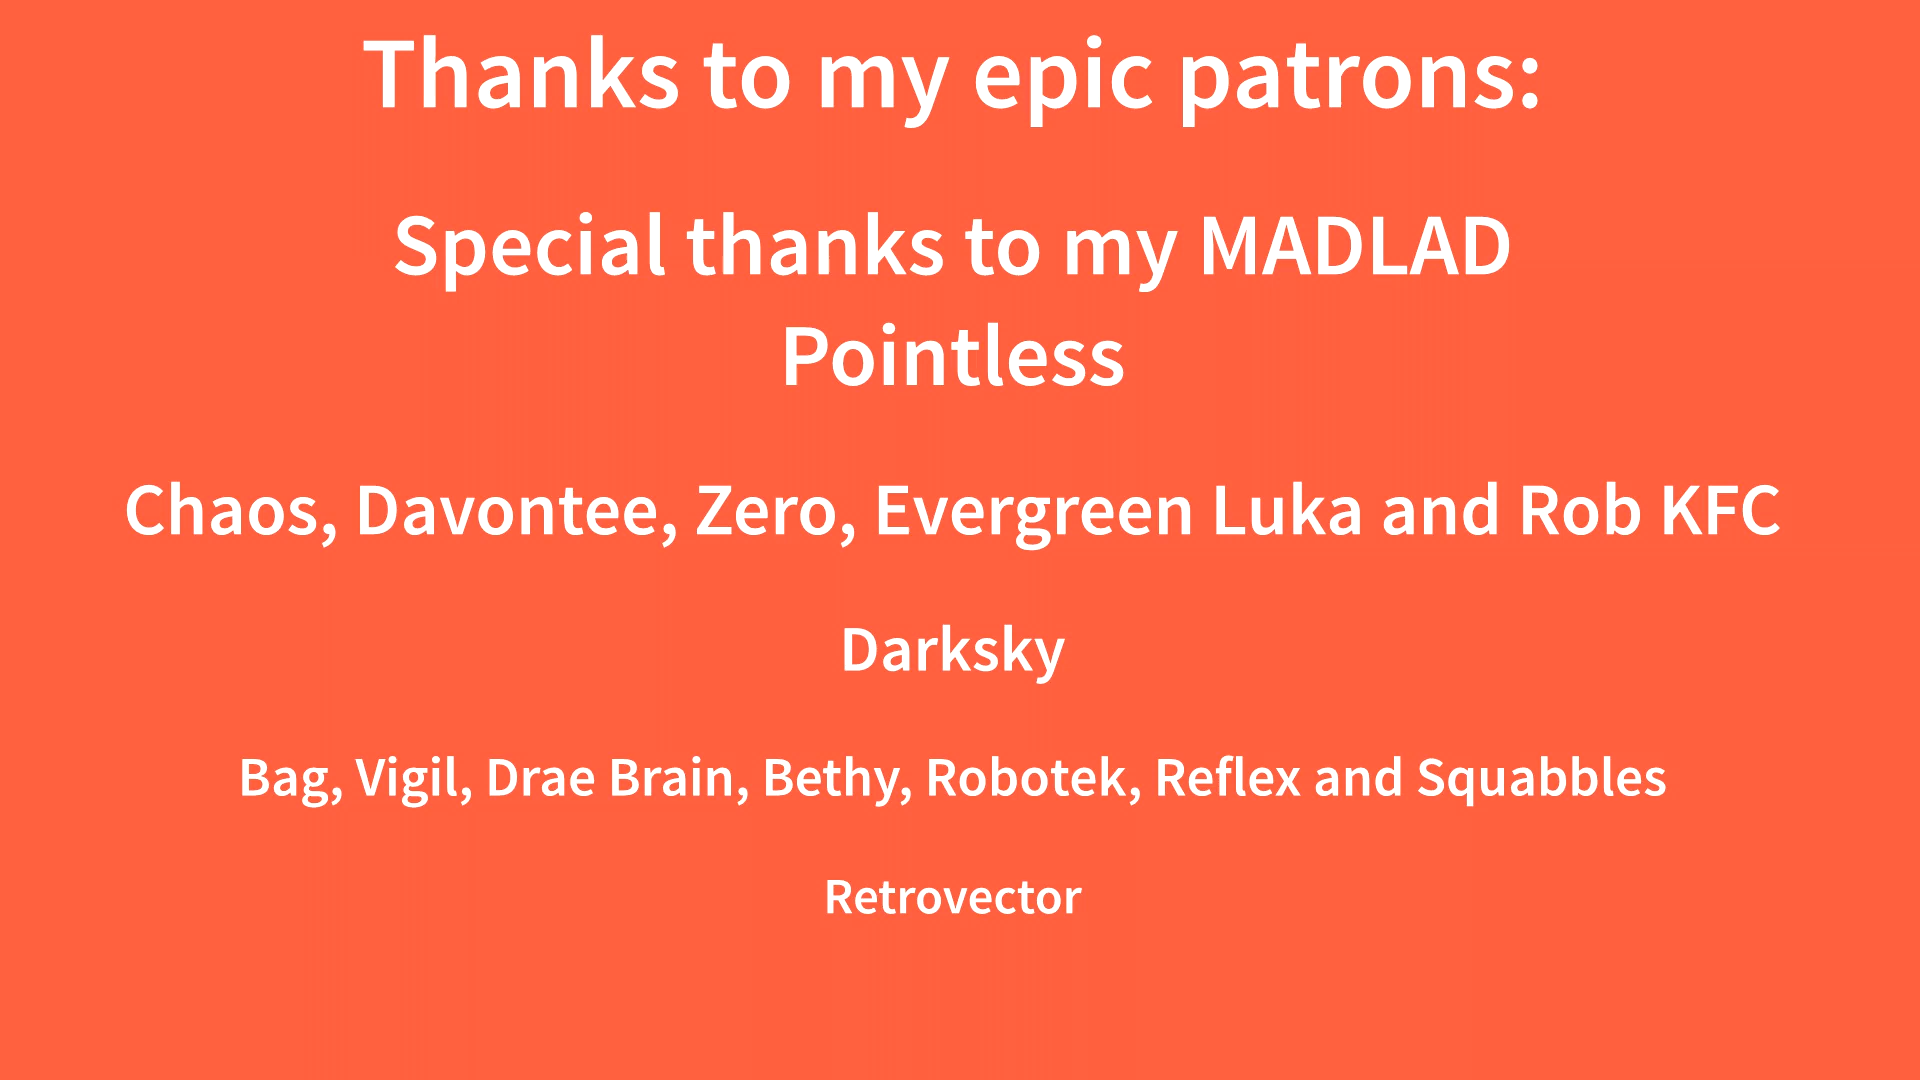 Thanks to my epic patrons:
Special thanks to my MADLAD
Pointless
Chaos, Davontee, Zero, Evergreen Luka and Rob KFC
Darksky
Bag, Vigil, Drae Brain, Bethy, Robotek, Reflex and Squabbles
Retrovector